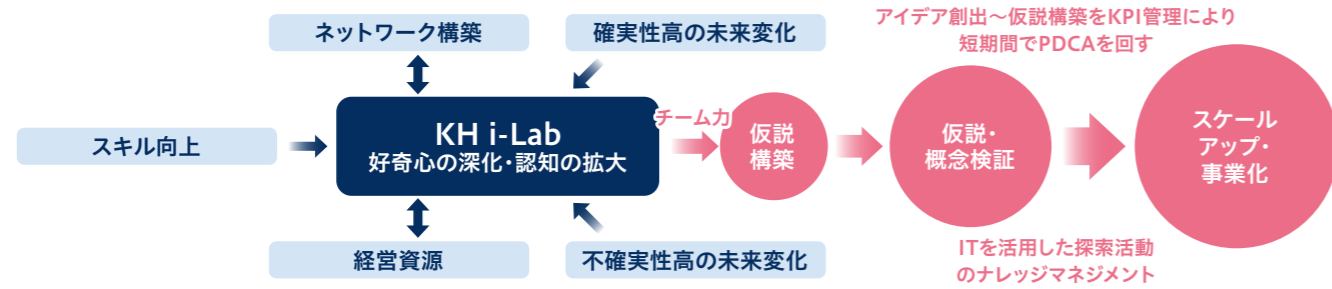 アイデア創出～仮説構築をKPI管理により
短期間でPDCAを回す
ネットワーク構築
確実性高の未来変化
スキル向上
KH i-Lab
好奇心の深化・認知の拡大
チーム力
仮説
構築
仮説・
概念検証
スケール
アップ・
事業化
経営資源
不確実性高の未来変化
ITを活用した探索活動
のナレッジマネジメント